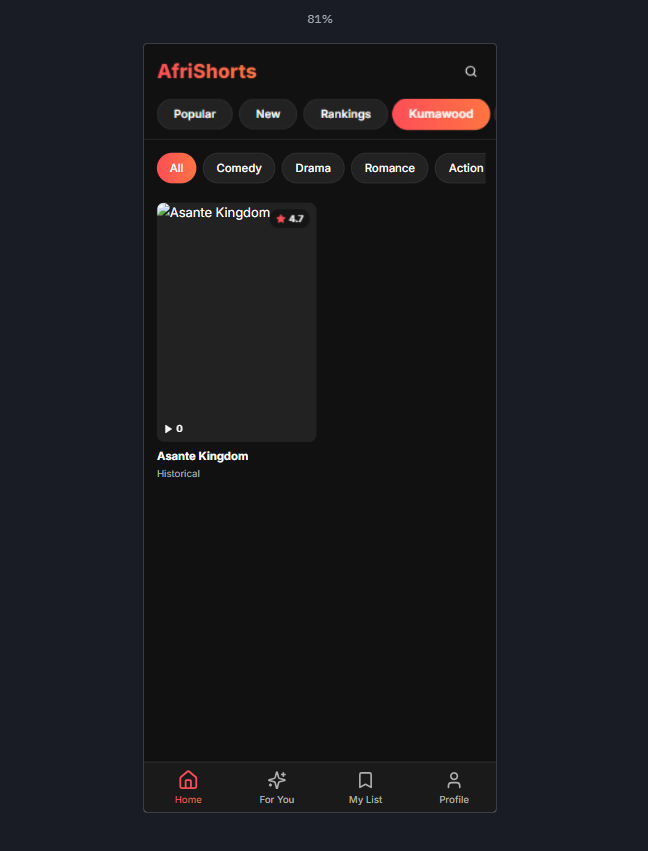 81%
AfriShorts
Popular New Rankings Kumawood
All Comedy Drama Romance Action
Asante Kingdom 4.7
0
Asante Kingdom
Historical
Home For You My List Profile